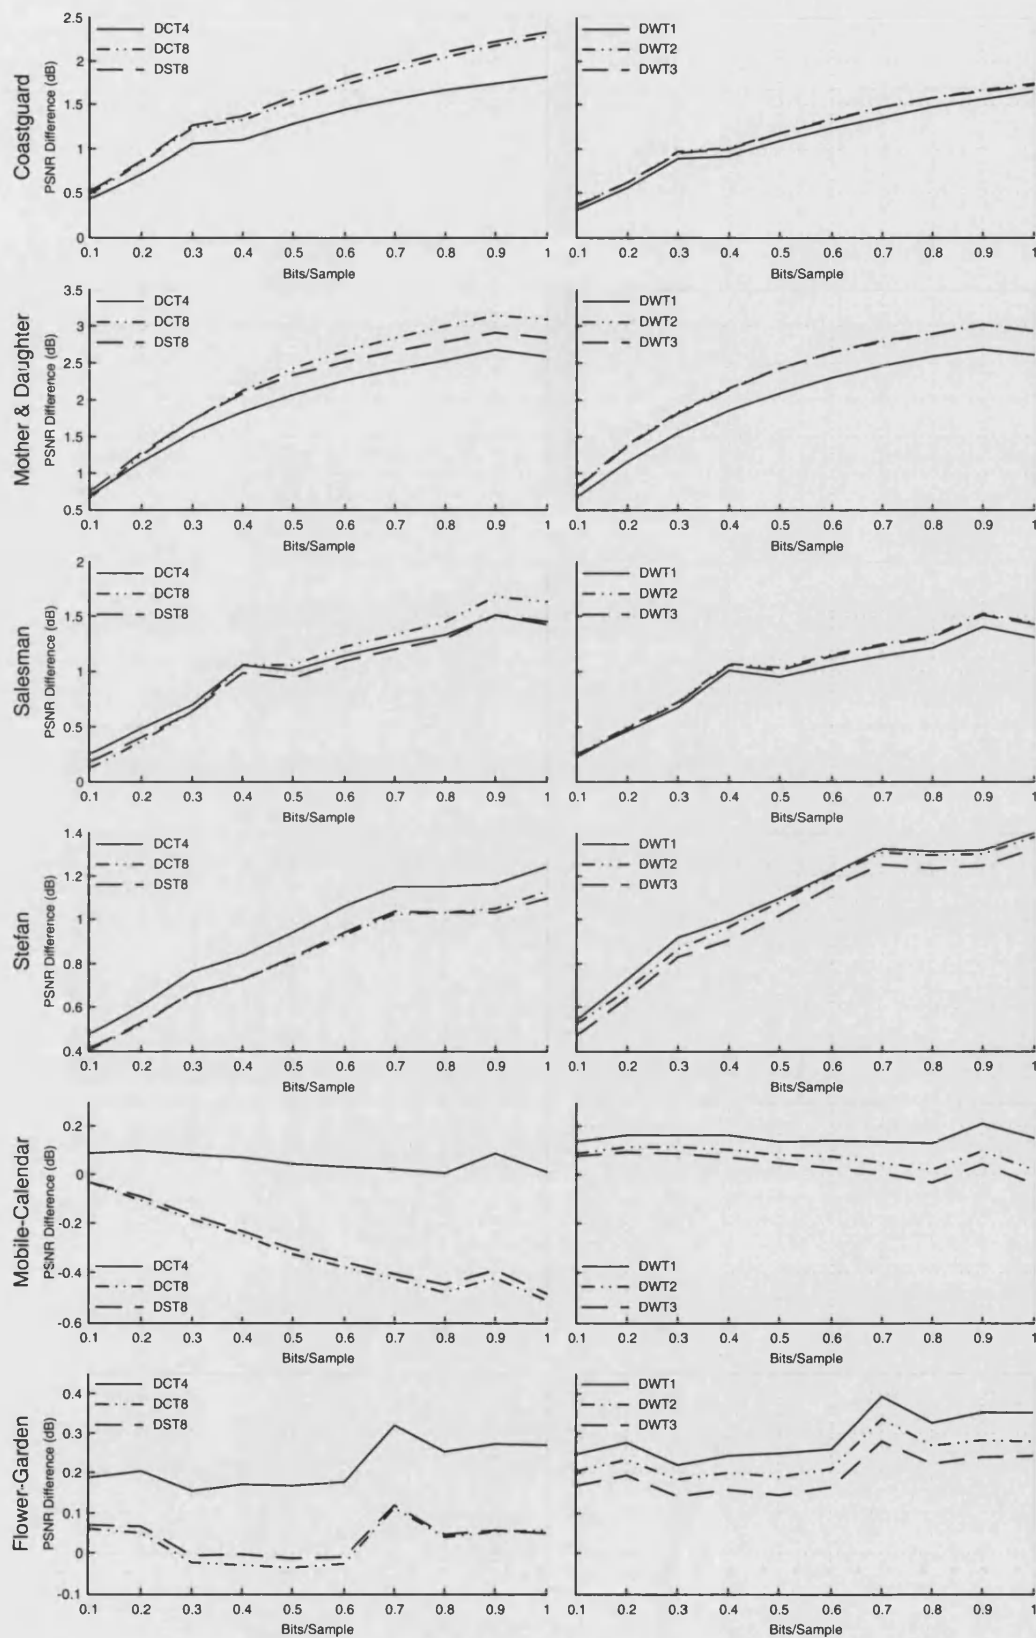 Coastguard
PSNR Difference (dB)
2.5
2
1.5
1
0.5
0
DCT4
DCT8
DST8
0.1 0.2 0.3 0.4 0.5 0.6 0.7 0.8 0.9 1
Bits/Sample
DWT1
DWT2
DWT3
0.1 0.2 0.3 0.4 0.5 0.6 0.7 0.8 0.9 1
Bits/Sample
Mother & Daughter
PSNR Difference (dB)
3.5
3
2.5
2
1.5
1
0.5
DCT4
DCT8
DST8
0.1 0.2 0.3 0.4 0.5 0.6 0.7 0.8 0.9 1
Bits/Sample
DWT1
DWT2
DWT3
0.1 0.2 0.3 0.4 0.5 0.6 0.7 0.8 0.9 1
Bits/Sample
Salesman
PSNR Difference (dB)
2
1.5
1
0.5
0
DCT4
DCT8
DST8
0.1 0.2 0.3 0.4 0.5 0.6 0.7 0.8 0.9 1
Bits/Sample
DWT1
DWT2
DWT3
0.1 0.2 0.3 0.4 0.5 0.6 0.7 0.8 0.9 1
Bits/Sample
Stefan
PSNR Difference (dB)
1.4
1.2
1
0.8
0.6
0.4
DCT4
DCT8
DST8
0.1 0.2 0.3 0.4 0.5 0.6 0.7 0.8 0.9 1
Bits/Sample
DWT1
DWT2
DWT3
0.1 0.2 0.3 0.4 0.5 0.6 0.7 0.8 0.9 1
Bits/Sample
Mobile-Calendar
PSNR Difference (dB)
0.2
0
-0.2
-0.4
-0.6
DCT4
DCT8
DST8
0.1 0.2 0.3 0.4 0.5 0.6 0.7 0.8 0.9 1
Bits/Sample
DWT1
DWT2
DWT3
0.1 0.2 0.3 0.4 0.5 0.6 0.7 0.8 0.9 1
Bits/Sample
Flower-Garden
PSNR Difference (dB)
0.4
0.3
0.2
0.1
0
-0.1
DCT4
DCT8
DST8
0.1 0.2 0.3 0.4 0.5 0.6 0.7 0.8 0.9 1
Bits/Sample
DWT1
DWT2
DWT3
0.1 0.2 0.3 0.4 0.5 0.6 0.7 0.8 0.9 1
Bits/Sample